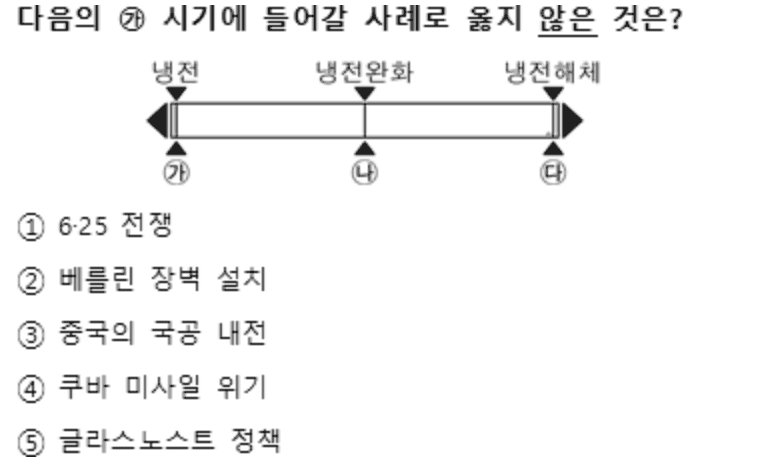 다음의 ㉮ 시기에 들어갈 사례로 옳지 않은 것은?
냉전 냉전완화 냉전해체
㉮ ㉯ ㉰
① 6·25 전쟁
② 베를린 장벽 설치
③ 중국의 국공 내전
④ 쿠바 미사일 위기
⑤ 글라스노스트 정책